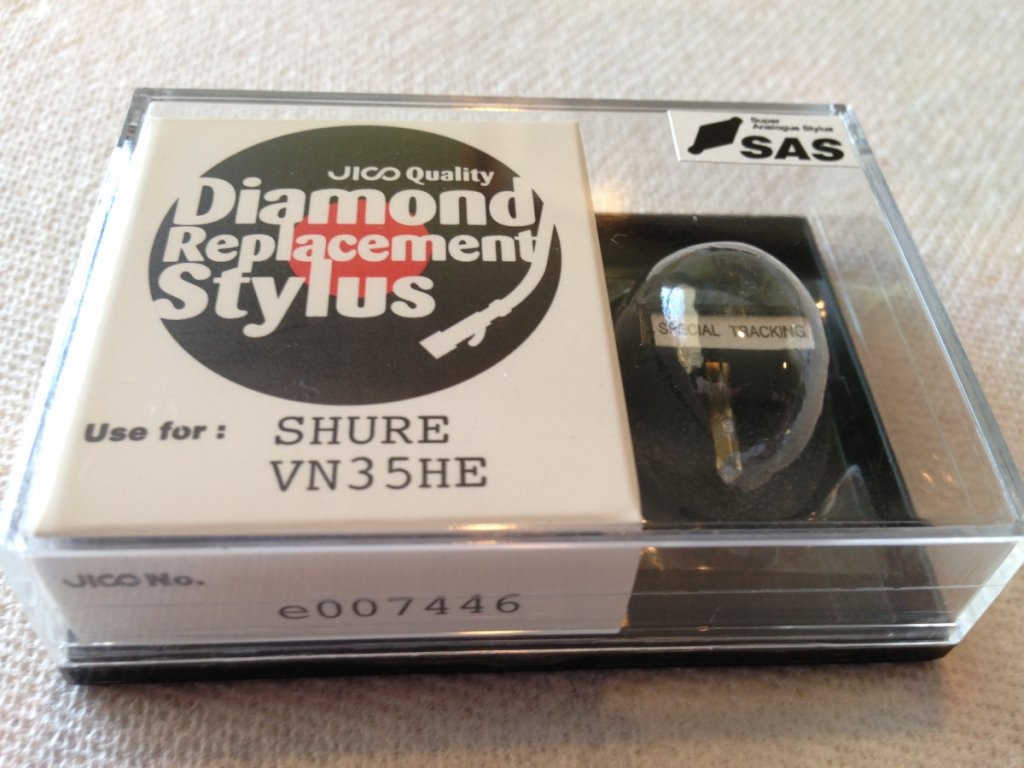 JICO Quality
Diamond
Replacement
Stylus
Use for : SHURE
VN35HE
JICO No.
e007446
Super
Analogue Stylus
SAS
SPECIAL TRACKING